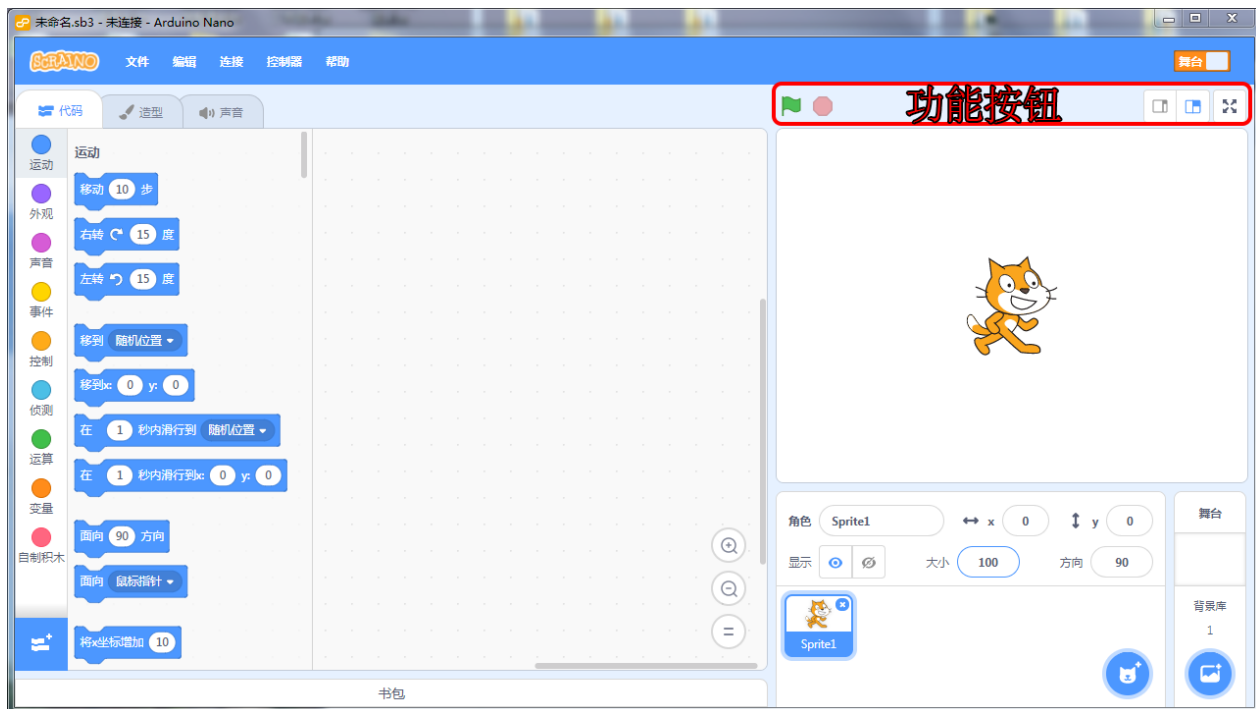 未命名.sb3 - 未连接 - Arduino Nano
SCRAINO 文件 编辑 连接 控制器 帮助 舞台
代码 造型 声音 功能按钮
运动
外观
声音
事件
控制
侦测
运算
变量
自制积木
运动
移动 10 步
右转 15 度
左转 15 度
移到 随机位置
移到x: 0 y: 0
在 1 秒内滑行到 随机位置
在 1 秒内滑行到x: 0 y: 0
面向 90 方向
面向 鼠标指针
将x坐标增加 10
书包
角色 Sprite1 x 0 y 0
显示 大小 100 方向 90
Sprite1
舞台
背景库
1